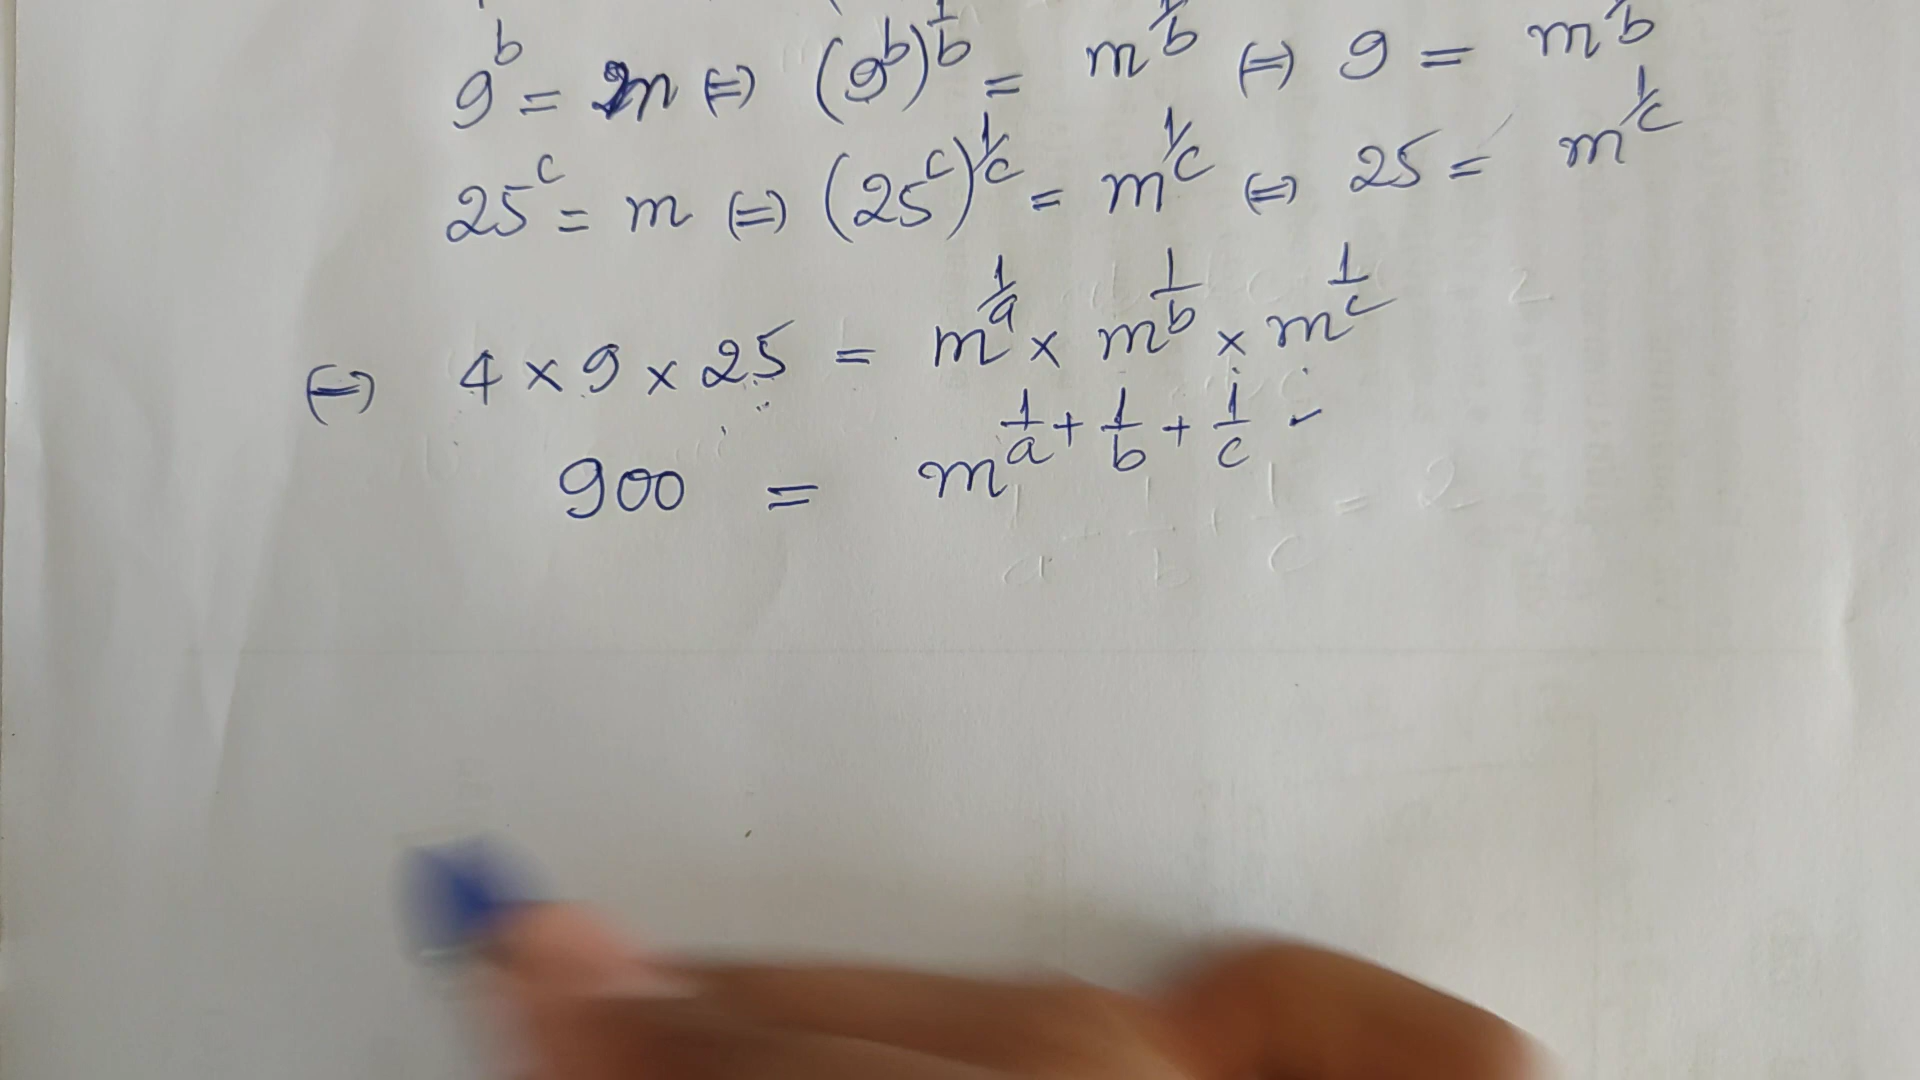 9^b = m ⇔ (9^b)^{1/b} = m^{1/b} ⇔ 9 = m^{1/b}
25^c = m ⇔ (25^c)^{1/c} = m^{1/c} ⇔ 25 = m^{1/c}
⇔ 4 × 9 × 25 = m^{1/a} × m^{1/b} × m^{1/c}
900 = m^{1/a + 1/b + 1/c}